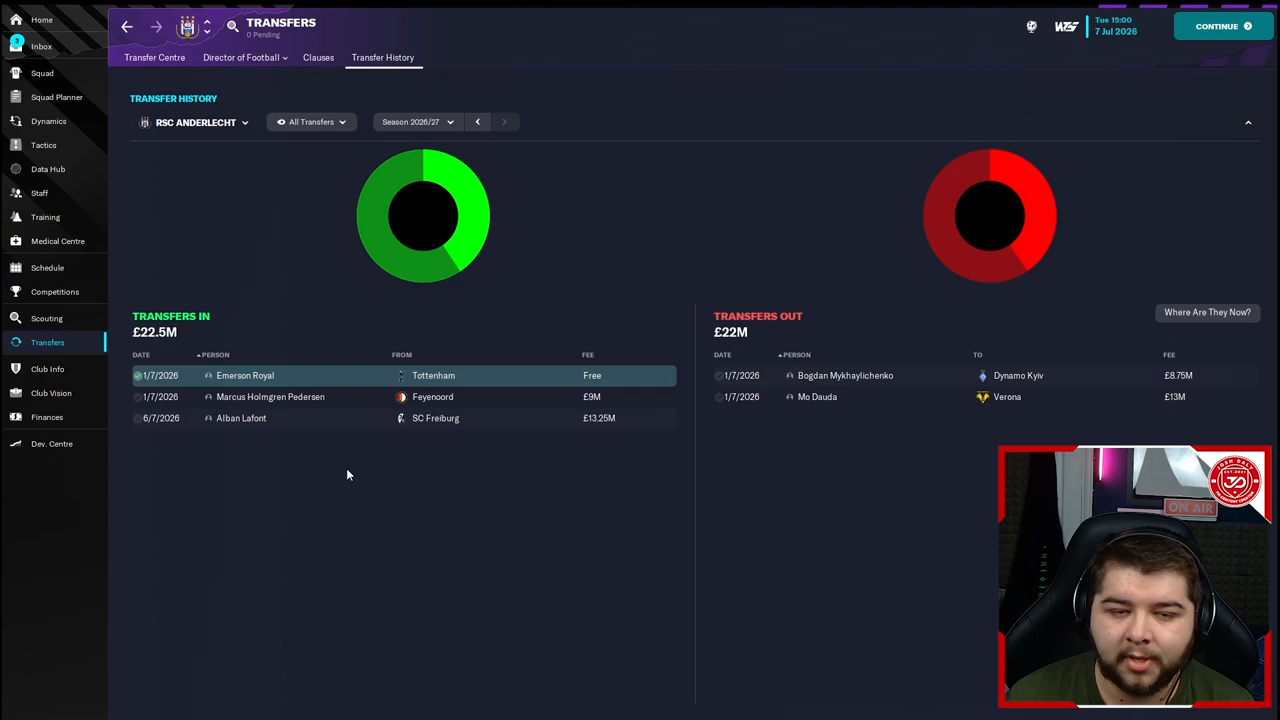 Home
TRANSFERS
0 Pending
Tue 15:00
7 Jul 2026
CONTINUE
3
Inbox
Transfer Centre
Director of Football
Clauses
Transfer History
Squad
Squad Planner
Dynamics
Tactics
Data Hub
Staff
Training
Medical Centre
Schedule
Competitions
Scouting
Transfers
Club Info
Club Vision
Finances
Dev. Centre
TRANSFER HISTORY
RSC ANDERLECHT
All Transfers
Season 2026/27
TRANSFERS IN
£22.5M
DATE PERSON FROM FEE
1/7/2026 Emerson Royal Tottenham Free
1/7/2026 Marcus Holmgren Pedersen Feyenoord £9M
6/7/2026 Alban Lafont SC Freiburg £13.25M
TRANSFERS OUT
£22M
Where Are They Now?
DATE PERSON TO FEE
1/7/2026 Bogdan Mykhaylichenko Dynamo Kyiv £8.75M
1/7/2026 Mo Dauda Verona £13M
JOSH DALY
JD
ON AIR